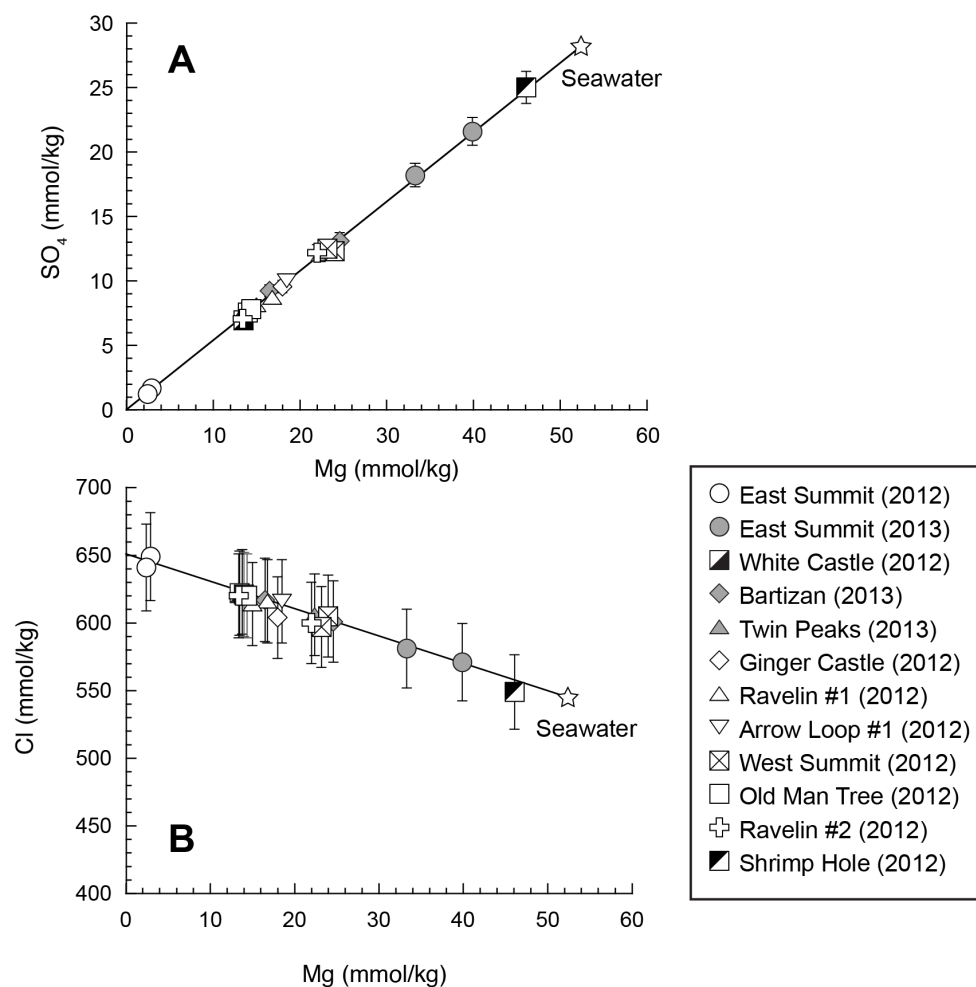 A
30
25
20
15
10
5
0
SO₄ (mmol/kg)
Seawater
0 10 20 30 40 50 60
Mg (mmol/kg)
B
700
650
600
550
500
450
400
Cl (mmol/kg)
Seawater
0 10 20 30 40 50 60
Mg (mmol/kg)
East Summit (2012)
East Summit (2013)
White Castle (2012)
Bartizan (2013)
Twin Peaks (2013)
Ginger Castle (2012)
Ravelin #1 (2012)
Arrow Loop #1 (2012)
West Summit (2012)
Old Man Tree (2012)
Ravelin #2 (2012)
Shrimp Hole (2012)